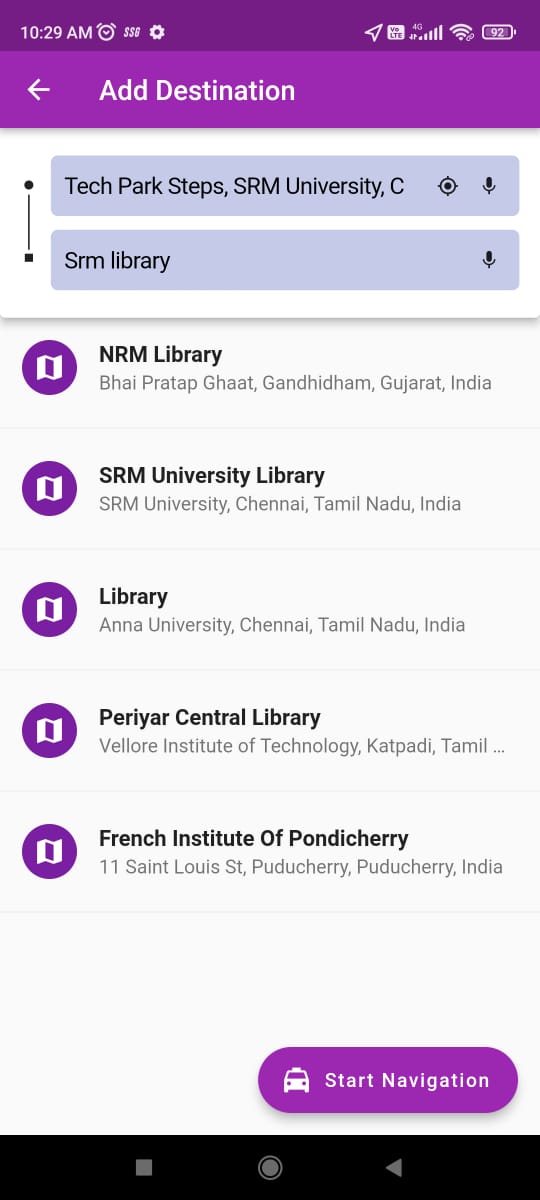 10:29 AM SSG 4G Vo LTE 92
Add Destination
Tech Park Steps, SRM University, C
Srm library
NRM Library
Bhai Pratap Ghaat, Gandhidham, Gujarat, India
SRM University Library
SRM University, Chennai, Tamil Nadu, India
Library
Anna University, Chennai, Tamil Nadu, India
Periyar Central Library
Vellore Institute of Technology, Katpadi, Tamil ...
French Institute Of Pondicherry
11 Saint Louis St, Puducherry, Puducherry, India
Start Navigation